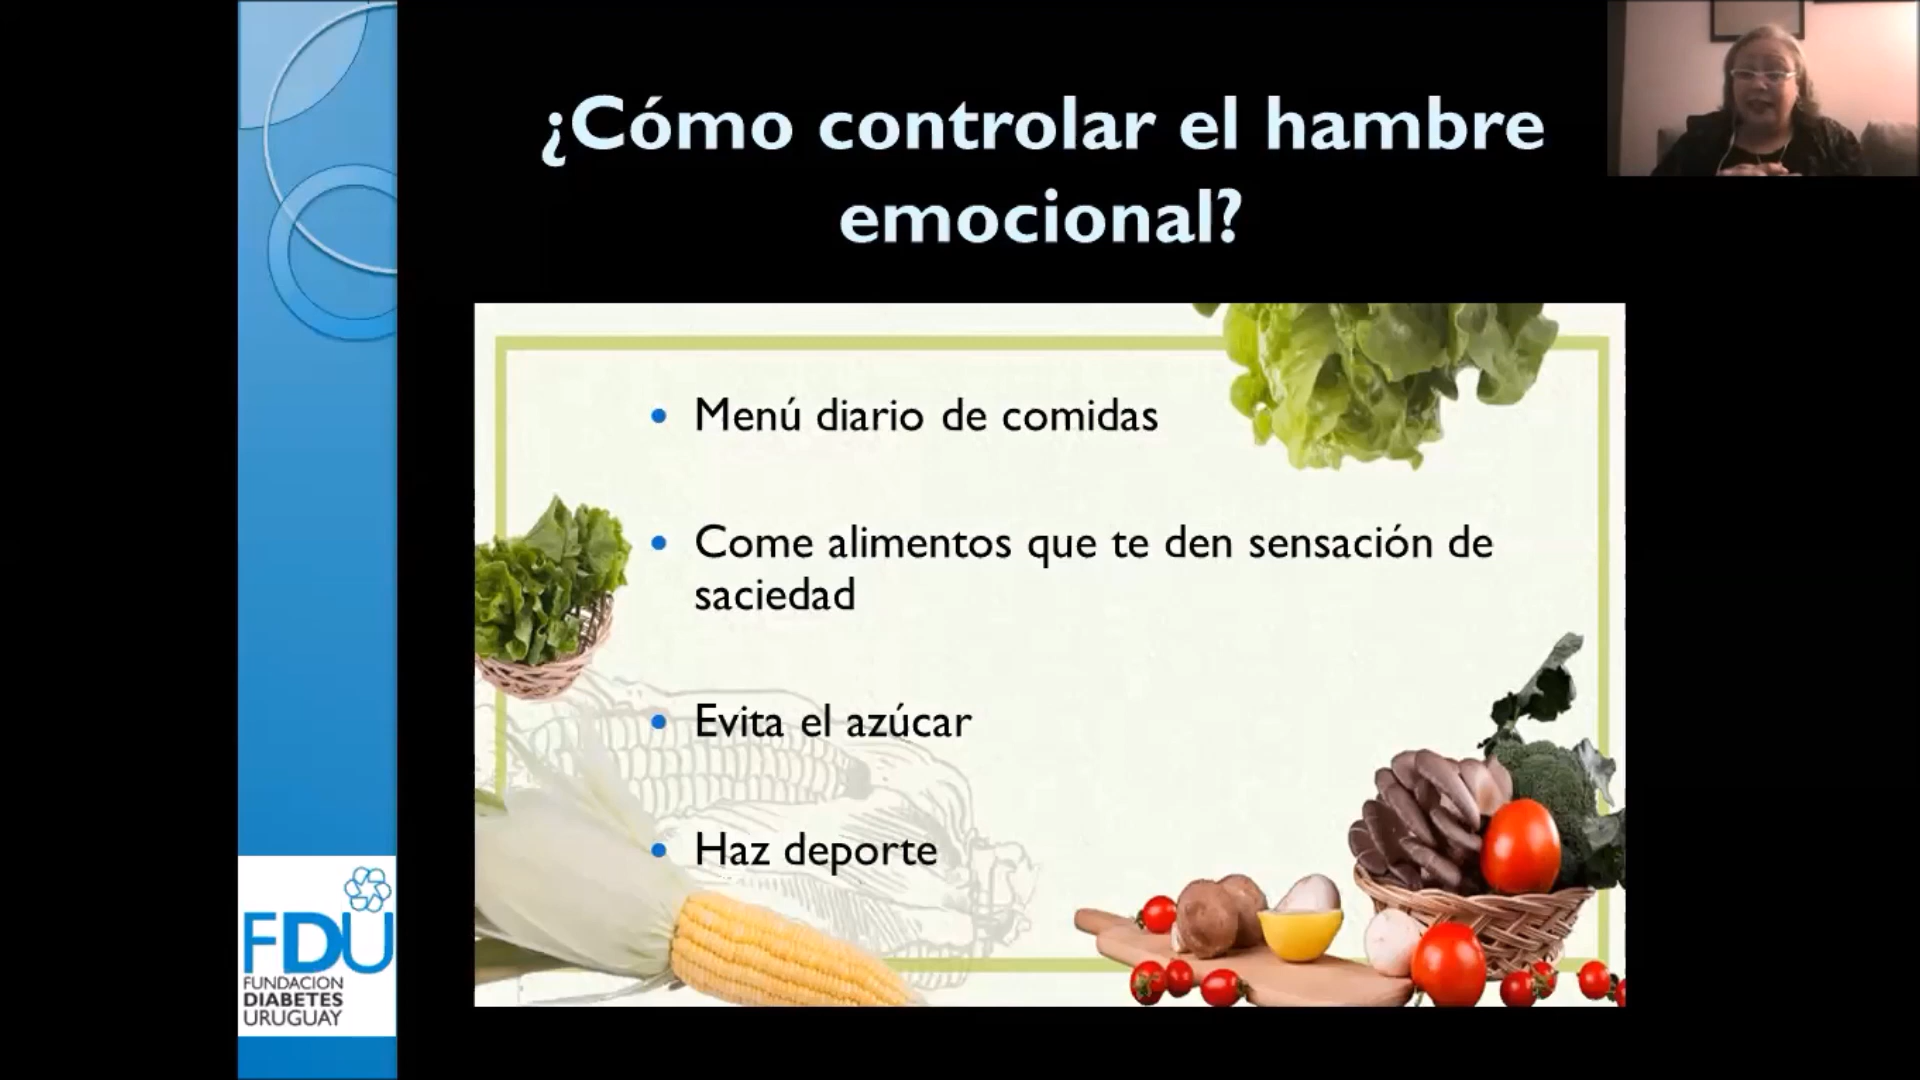 ¿Cómo controlar el hambre
emocional?
• Menú diario de comidas
• Come alimentos que te den sensación de
saciedad
• Evita el azúcar
• Haz deporte
FDU
FUNDACION
DIABETES
URUGUAY